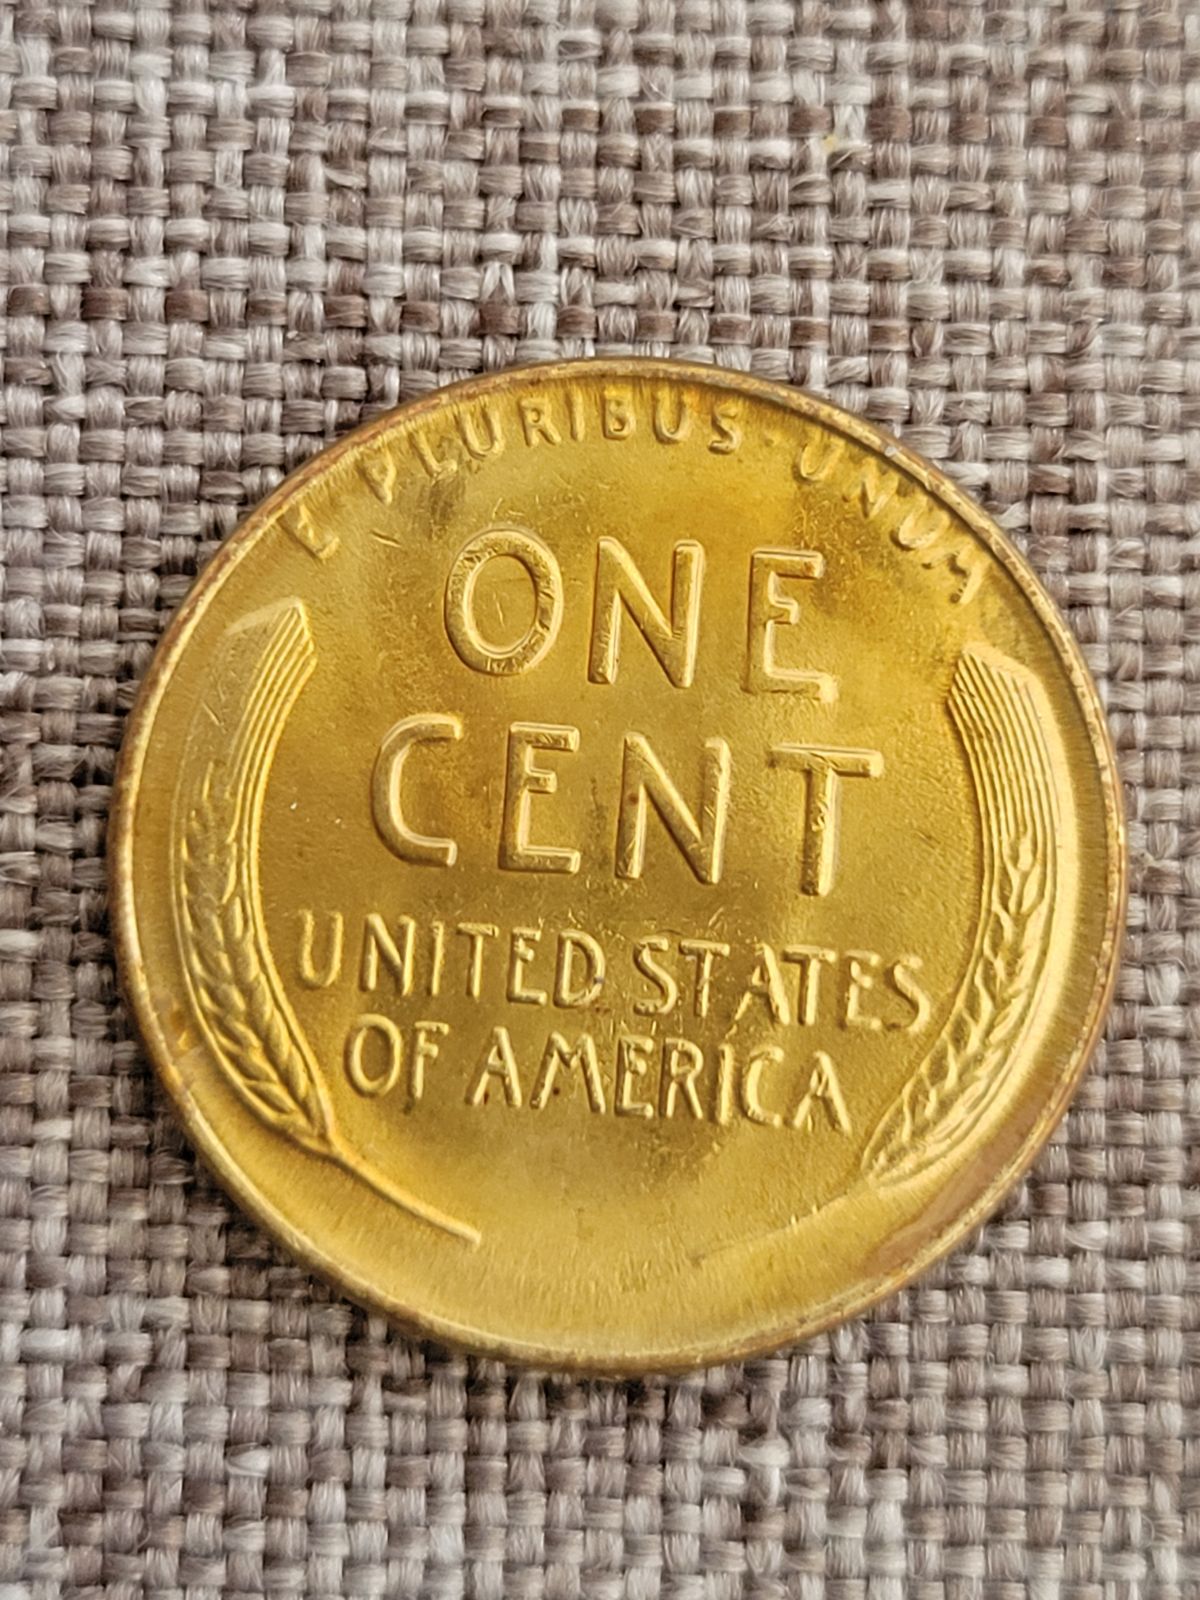 E PLURIBUS · UNUM
ONE
CENT
UNITED STATES
OF AMERICA